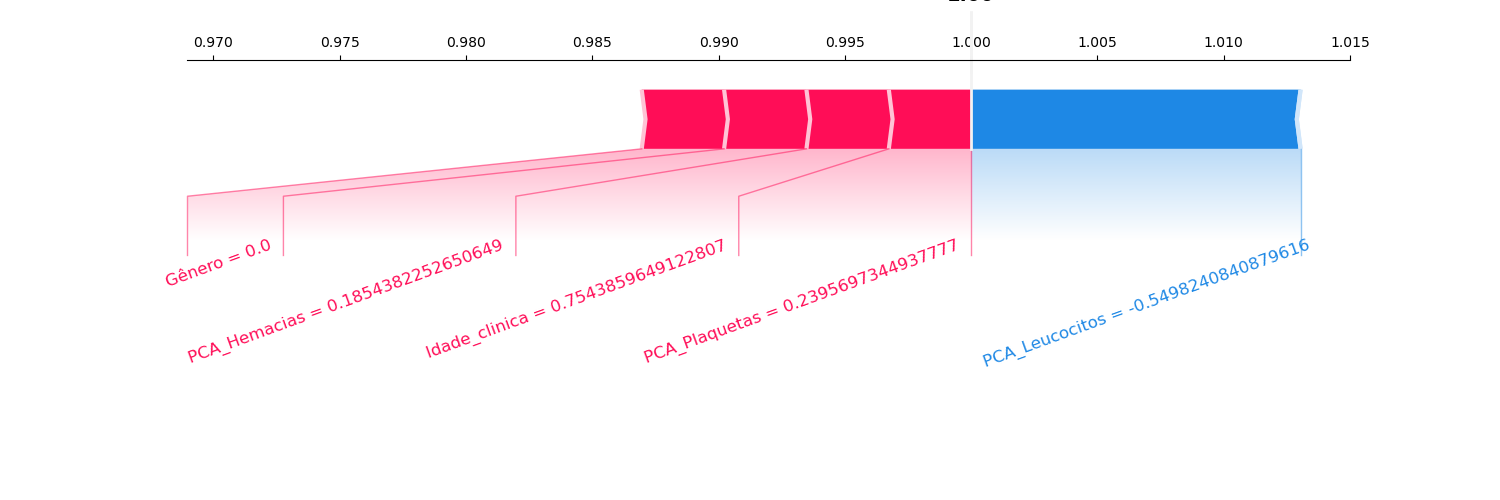 0.970 0.975 0.980 0.985 0.990 0.995 1.000 1.005 1.010 1.015
Gênero = 0.0
PCA_Hemacias = 0.1854382252650649
Idade_clinica = 0.7543859649122807
PCA_Plaquetas = 0.2395697344937777
PCA_Leucocitos = -0.5498240840879616